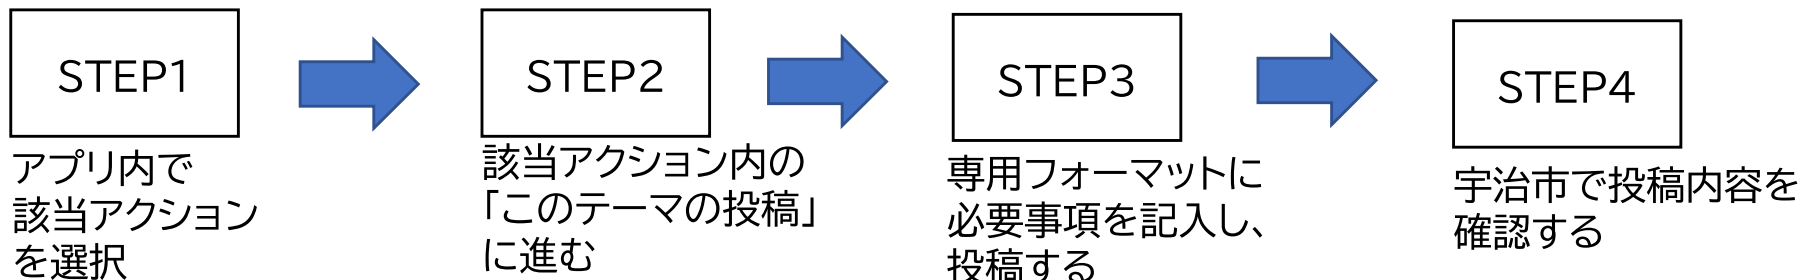 STEP1
アプリ内で
該当アクション
を選択
STEP2
該当アクション内の
「このテーマの投稿」
に進む
STEP3
専用フォーマットに
必要事項を記入し、
投稿する
STEP4
宇治市で投稿内容を
確認する